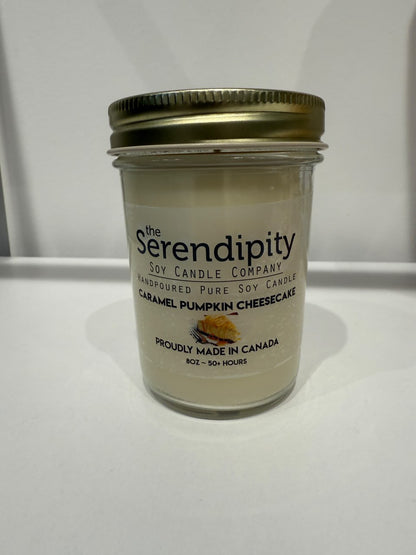 the
Serendipity
SOY CANDLE COMPANY
HANDPOURED PURE SOY CANDLE
CARAMEL PUMPKIN CHEESECAKE
PROUDLY MADE IN CANADA
8OZ ~ 50+ HOURS